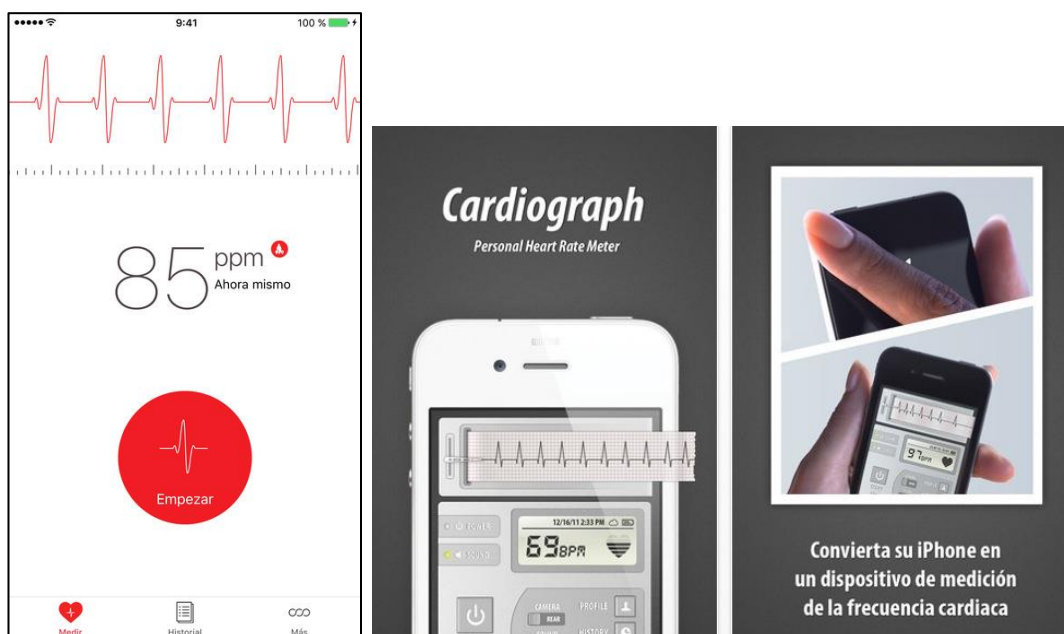 9:41
100 %
85 ppm
Ahora mismo
Empezar
Medir
Historial
Más
Cardiograph
Personal Heart Rate Meter
12/16/11 2:33 PM
POWER
69BPM
SOUND
CAMERA
REAR
PROFILE
HISTORY
97BPM
Convierta su iPhone en
un dispositivo de medición
de la frecuencia cardiaca